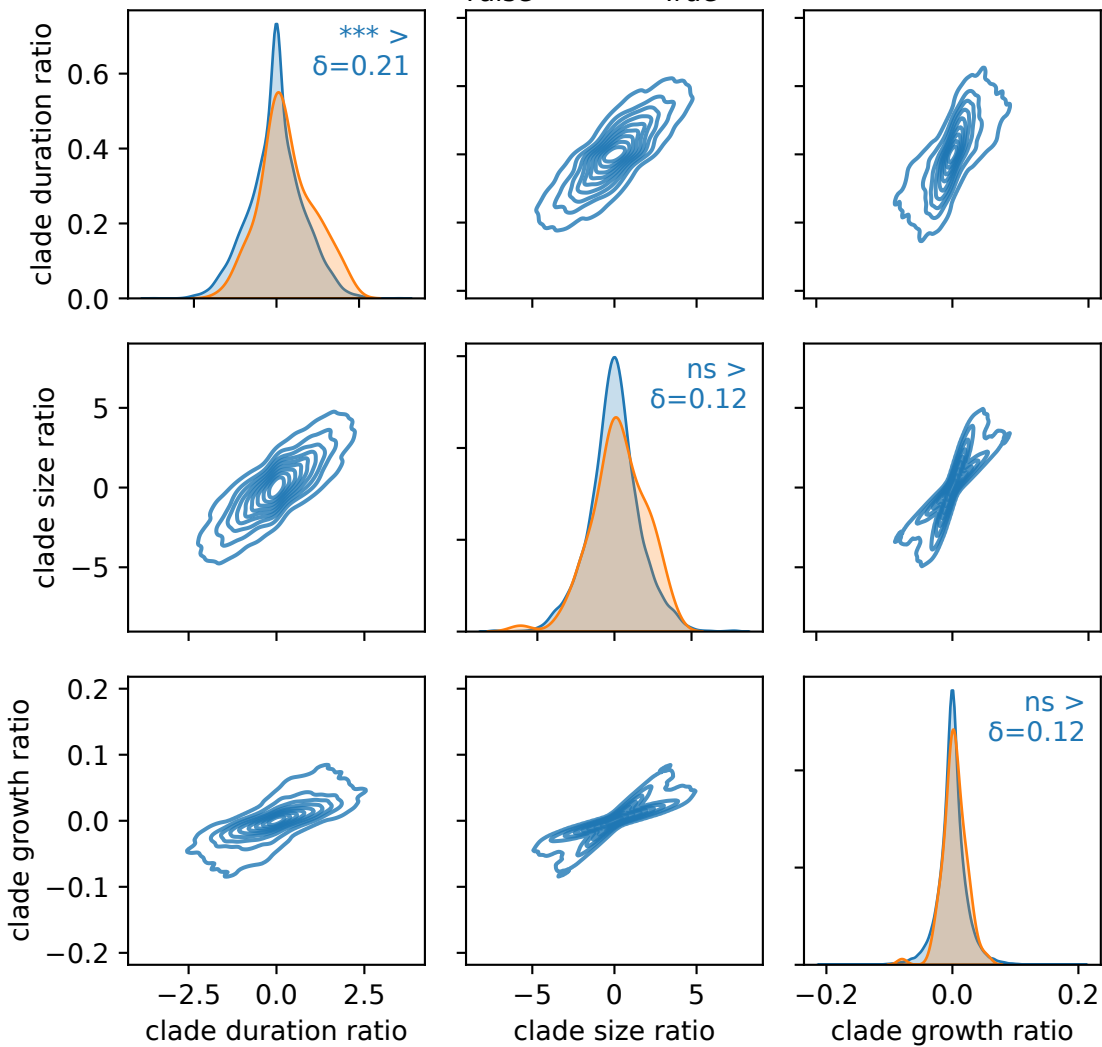 clade duration ratio
0.6
0.4
0.2
0.0
*** >
δ=0.21
clade size ratio
5
0
−5
ns >
δ=0.12
clade growth ratio
0.2
0.1
0.0
−0.1
−0.2
ns >
δ=0.12
−2.5 0.0 2.5
clade duration ratio
−5 0 5
clade size ratio
−0.2 0.0 0.2
clade growth ratio